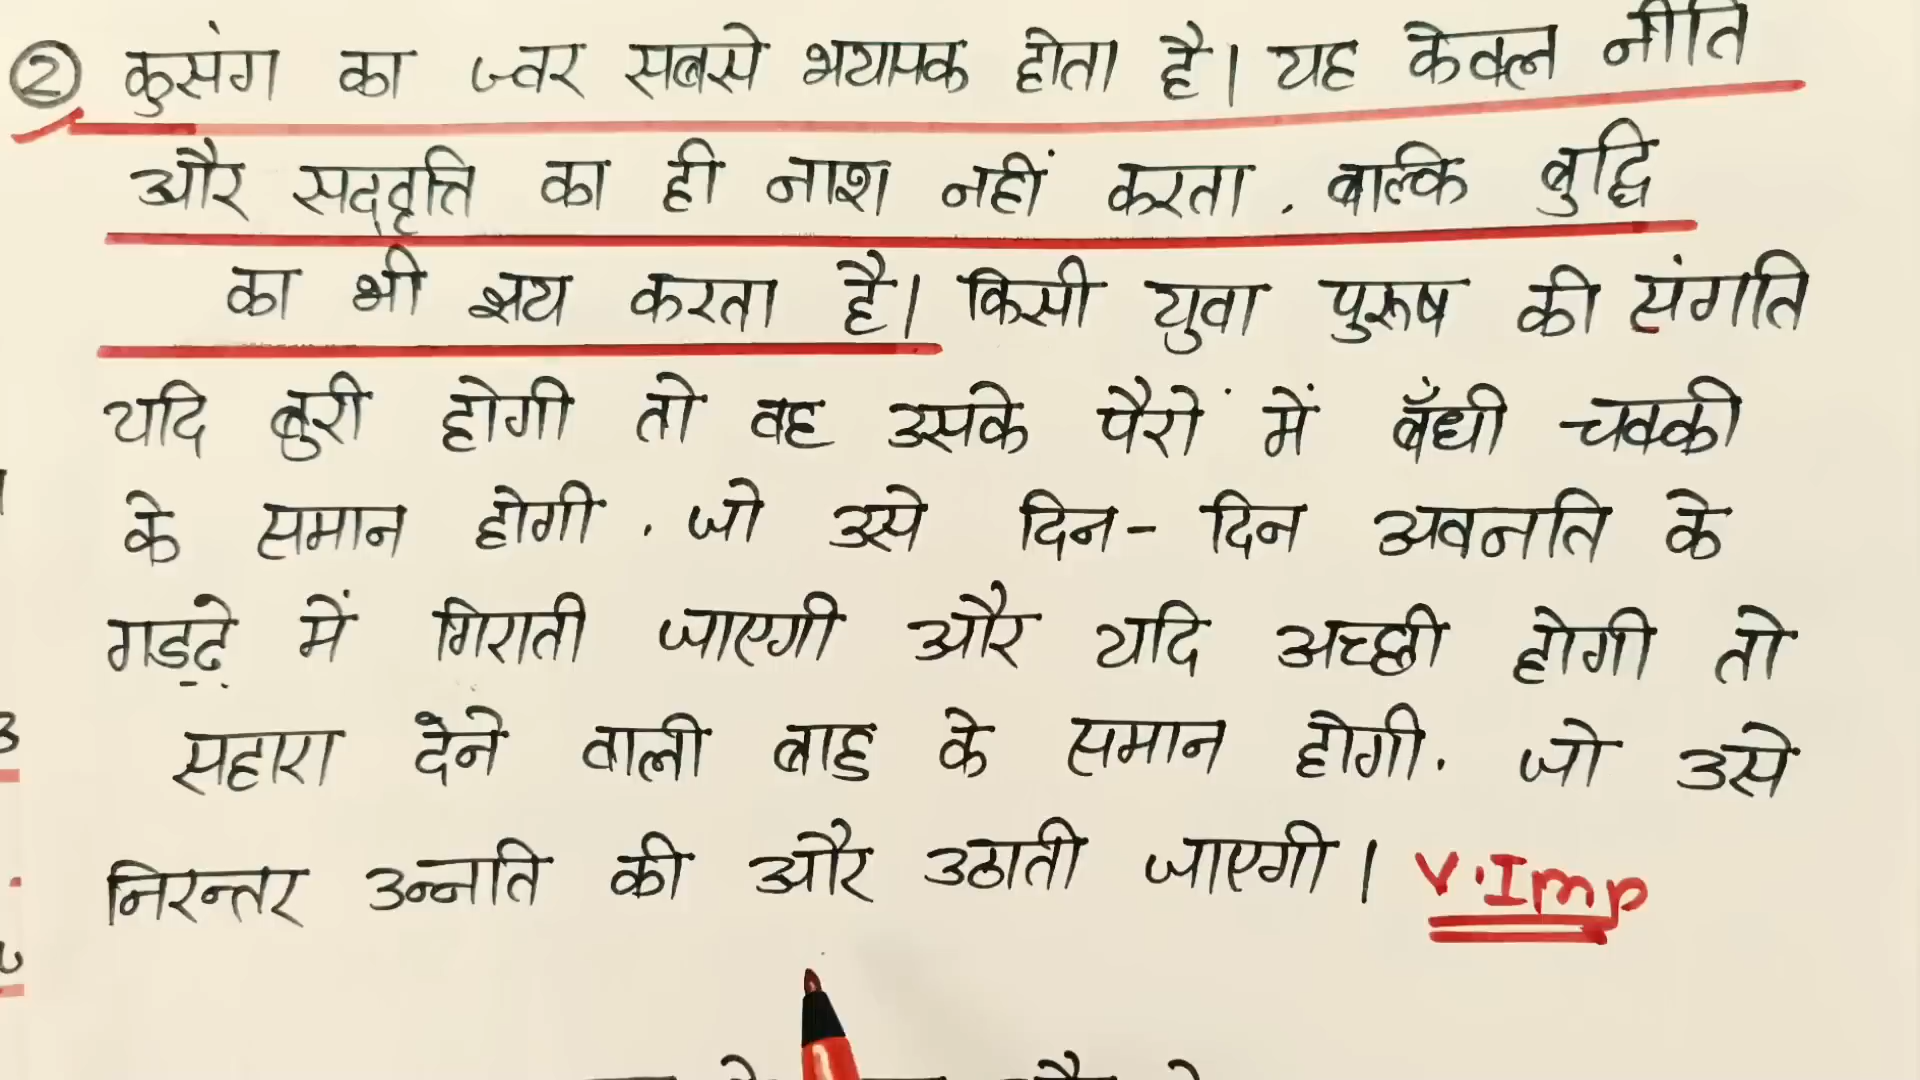 ② कुसंग का ज्वर सबसे भयानक होता है। यह केवल नीति
और सद्‌वृत्ति का ही नाश नहीं करता, बल्कि बुद्धि
का भी क्षय करता है। किसी युवा पुरूष की संगति
यदि बुरी होगी तो वह उसके पैरों में बँधी चक्की
के समान होगी, जो उसे दिन-दिन अवनति के
गड्ढ़े में गिराती जाएगी और यदि अच्छी होगी तो
सहारा देने वाली बाहु के समान होगी, जो उसे
निरन्तर उन्नति की और उठाती जाएगी। V.Imp